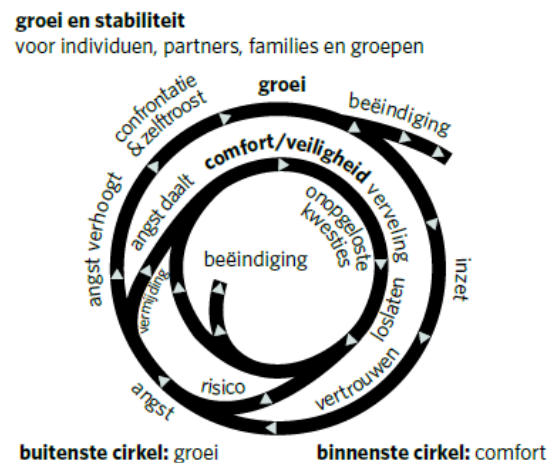 groei en stabiliteit
voor individuen, partners, families en groepen
groei
beëindiging
confrontatie
& zelftroost
comfort/veiligheid
angst daalt
onopgeloste
kwesties
verveling
angst verhoogt
beëindiging
inzet
vermijding
loslaten
risico
vertrouwen
angst
buitenste cirkel: groei
binnenste cirkel: comfort